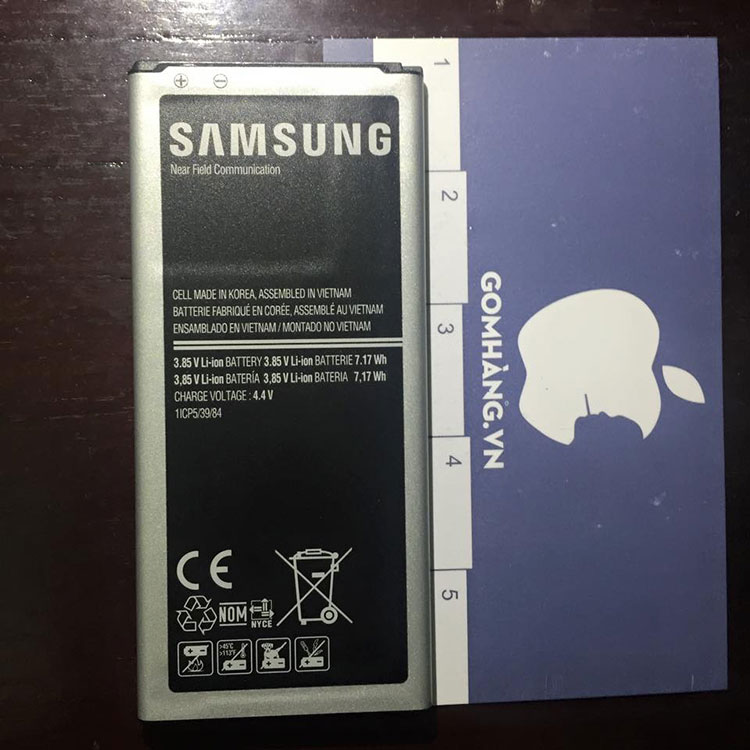 SAMSUNG
Near Field Communication
CELL MADE IN KOREA, ASSEMBLED IN VIETNAM
BATTERIE FABRIQUÉ EN CORÉE, ASSEMBLÉ AU VIETNAM
ENSAMBLADO EN VIETNAM / MONTADO NO VIETNAM
3.85 V Li-ion BATTERY 3.85 V Li-ion BATTERIE 7.17 Wh
3,85 V Li-ion BATERÍA 3,85 V Li-ion BATERIA 7,17 Wh
CHARGE VOLTAGE : 4.4 V
1ICP5/39/84
CE
NOM
NYCE
>45°C
>113°F
1
2
3
4
5
GOMHÀNG.VN